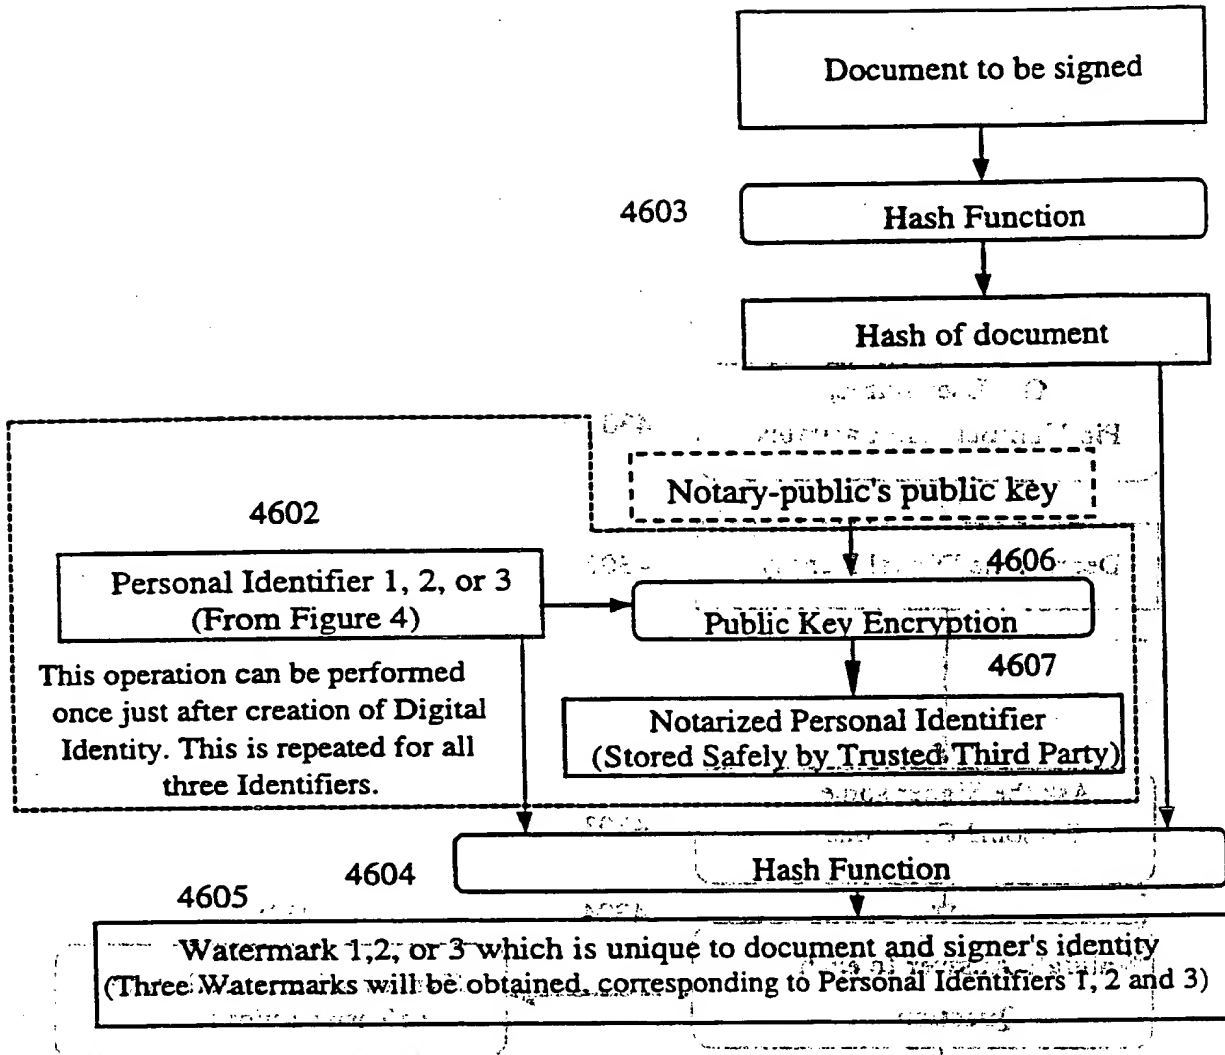 Document to be signed
4603
Hash Function
Hash of document
Notary-public's public key
4602
4606
Personal Identifier 1, 2, or 3
(From Figure 4)
Public Key Encryption
This operation can be performed
once just after creation of Digital
Identity. This is repeated for all
three Identifiers.
4607
Notarized Personal Identifier
(Stored Safely by Trusted Third Party)
4604
Hash Function
4605
Watermark 1,2, or 3 which is unique to document and signer's identity
(Three Watermarks will be obtained, corresponding to Personal Identifiers 1, 2 and 3)